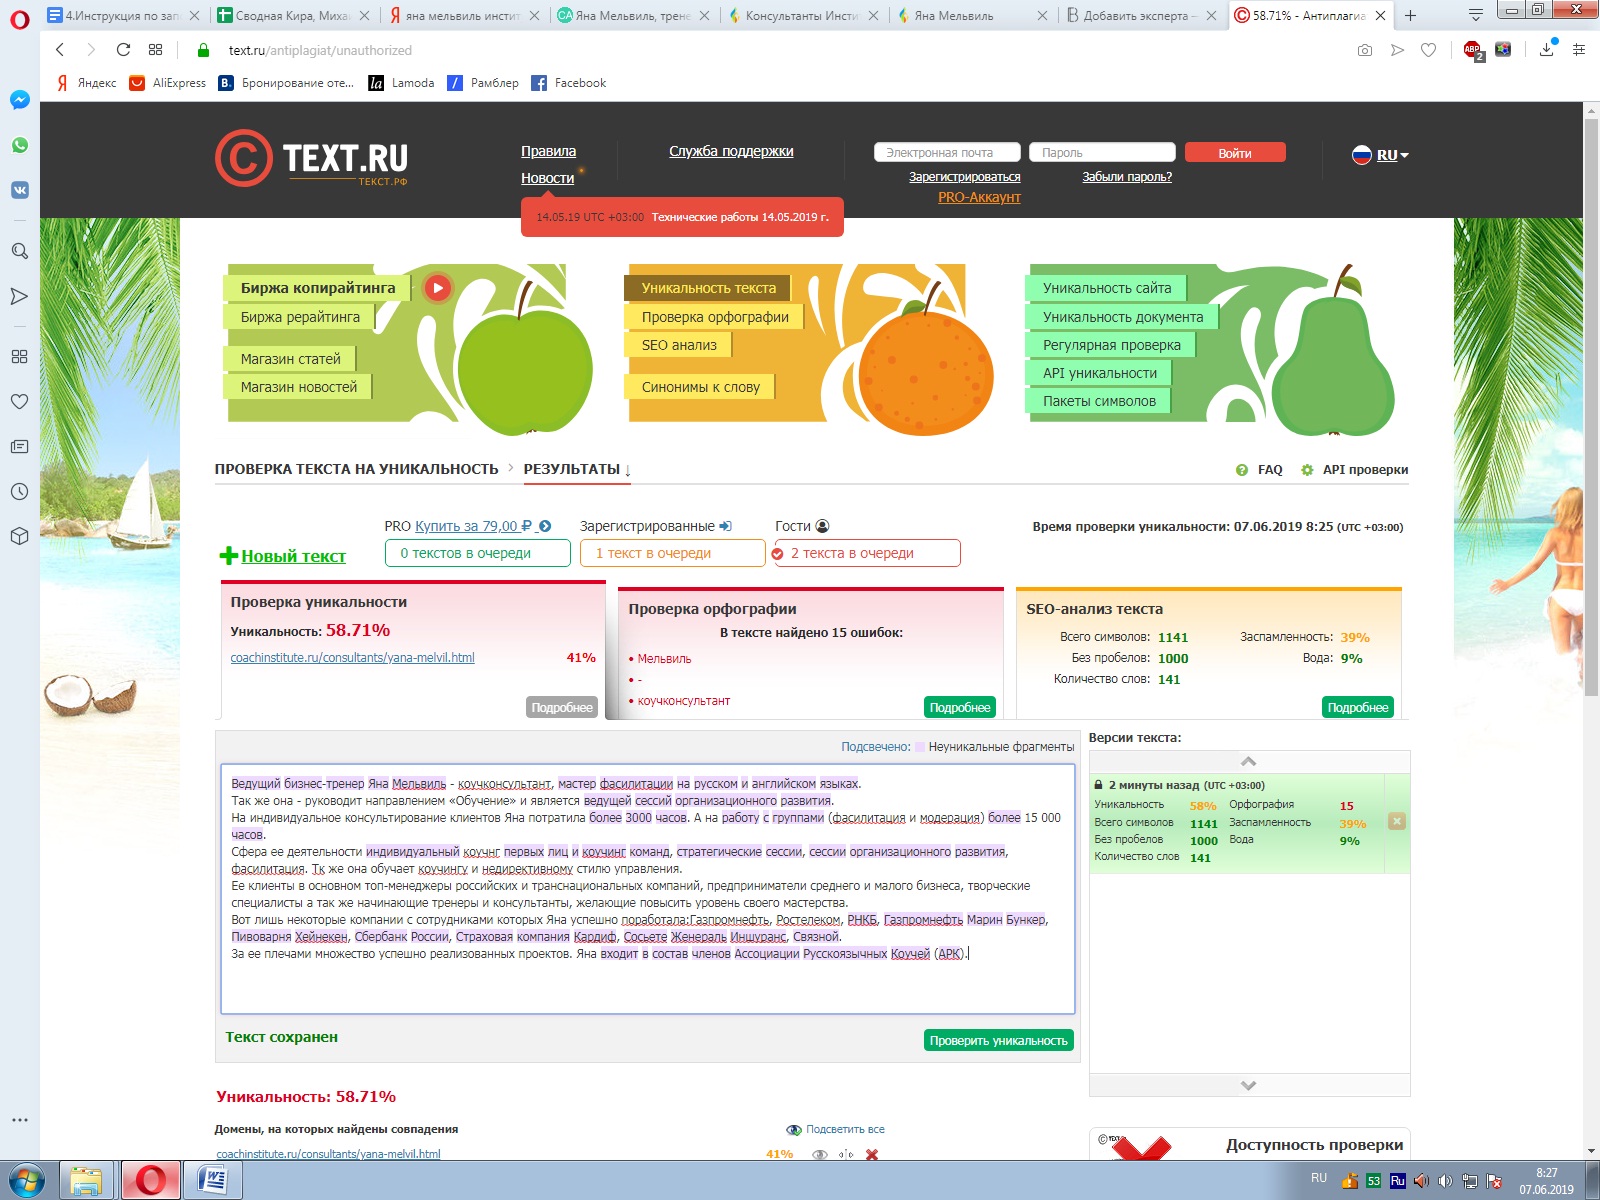 4.Инструкция по зап
Сводная Кира, Миха
яна мельвиль инстит
Яна Мельвиль, трене
Консультанты Инсти
Яна Мельвиль
Добавить эксперта –
58.71% - Антиплагиа
text.ru/antiplagiat/unauthorized
ABP
2
Яндекс
AliExpress
Бронирование оте...
Lamoda
Рамблер
Facebook
TEXT.RU
ТЕКСТ.РФ
Правила
Новости
Служба поддержки
Электронная почта
Пароль
Войти
Зарегистрироваться
Забыли пароль?
PRO-Аккаунт
RU
14.05.19 UTC +03:00 Технические работы 14.05.2019 г.
Биржа копирайтинга
Биржа рерайтинга
Магазин статей
Магазин новостей
Уникальность текста
Проверка орфографии
SEO анализ
Синонимы к слову
Уникальность сайта
Уникальность документа
Регулярная проверка
API уникальности
Пакеты символов
ПРОВЕРКА ТЕКСТА НА УНИКАЛЬНОСТЬ
РЕЗУЛЬТАТЫ ↓
FAQ
API проверки
Новый текст
PRO Купить за 79,00 ₽
0 текстов в очереди
Зарегистрированные
1 текст в очереди
Гости
2 текста в очереди
Время проверки уникальности: 07.06.2019 8:25 (UTC +03:00)
Проверка уникальности
Уникальность: 58.71%
coachinstitute.ru/consultants/yana-melvil.html 41%
Подробнее
Проверка орфографии
В тексте найдено 15 ошибок:
• Мельвиль
• -
• коучконсультант
Подробнее
SEO-анализ текста
Всего символов: 1141
Без пробелов: 1000
Количество слов: 141
Заспамленность: 39%
Вода: 9%
Подробнее
Подсвечено: Неуникальные фрагменты
Ведущий бизнес-тренер Яна Мельвиль - коучконсультант, мастер фасилитации на русском и английском языках.
Так же она - руководит направлением «Обучение» и является ведущей сессий организационного развития.
На индивидуальное консультирование клиентов Яна потратила более 3000 часов. А на работу с группами (фасилитация и модерация) более 15 000
часов.
Сфера ее деятельности индивидуальный коучнг первых лиц и коучинг команд, стратегические сессии, сессии организационного развития,
фасилитация. Тк же она обучает коучингу и недирективному стилю управления.
Ее клиенты в основном топ-менеджеры российских и транснациональных компаний, предприниматели среднего и малого бизнеса, творческие
специалисты а так же начинающие тренеры и консультанты, желающие повысить уровень своего мастерства.
Вот лишь некоторые компании с сотрудниками которых Яна успешно поработала:Газпромнефть, Ростелеком, РНКБ, Газпромнефть Марин Бункер,
Пивоварня Хейнекен, Сбербанк России, Страховая компания Кардиф, Сосьете Женераль Иншуранс, Связной.
За ее плечами множество успешно реализованных проектов. Яна входит в состав членов Ассоциации Русскоязычных Коучей (АРК).
Текст сохранен
Проверить уникальность
Версии текста:
2 минуты назад (UTC +03:00)
Уникальность 58% Орфография 15
Всего символов 1141 Заспамленность 39%
Без пробелов 1000 Вода 9%
Количество слов 141
Уникальность: 58.71%
Домены, на которых найдены совпадения
Подсветить все
coachinstitute.ru/consultants/yana-melvil.html 41%
Доступность проверки
RU
53
Ru
8:27
07.06.2019